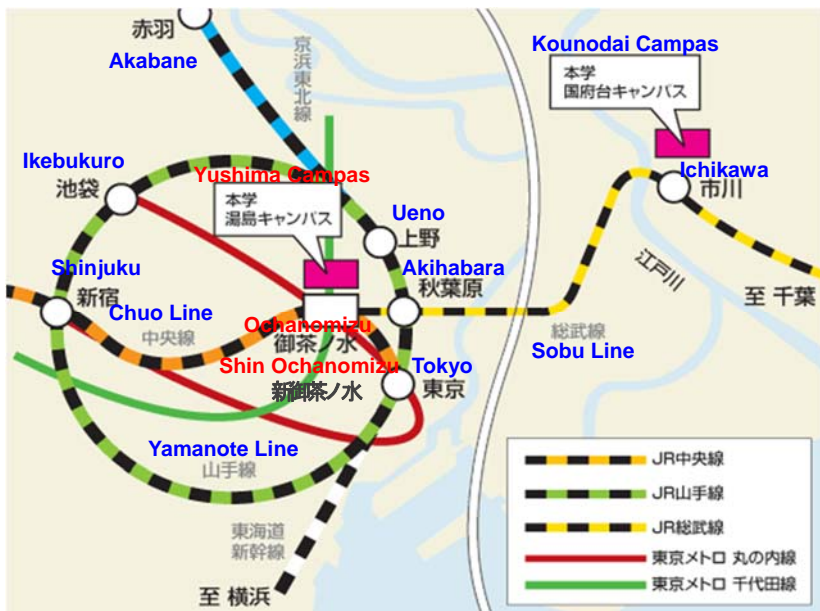 赤羽
Akabane
京浜東北線
Kounodai Campas
本学
国府台キャンパス
Ikebukuro
池袋
Yushima Campas
本学
湯島キャンパス
Ichikawa
市川
Ueno
上野
Shinjuku
新宿
Akihabara
秋葉原
江戸川
至 千葉
Chuo Line
中央線
Ochanomizu
御茶ノ水
総武線
Sobu Line
Shin Ochanomizu
新御茶ノ水
Tokyo
東京
Yamanote Line
山手線
東海道
新幹線
至 横浜
JR中央線
JR山手線
JR総武線
東京メトロ 丸の内線
東京メトロ 千代田線